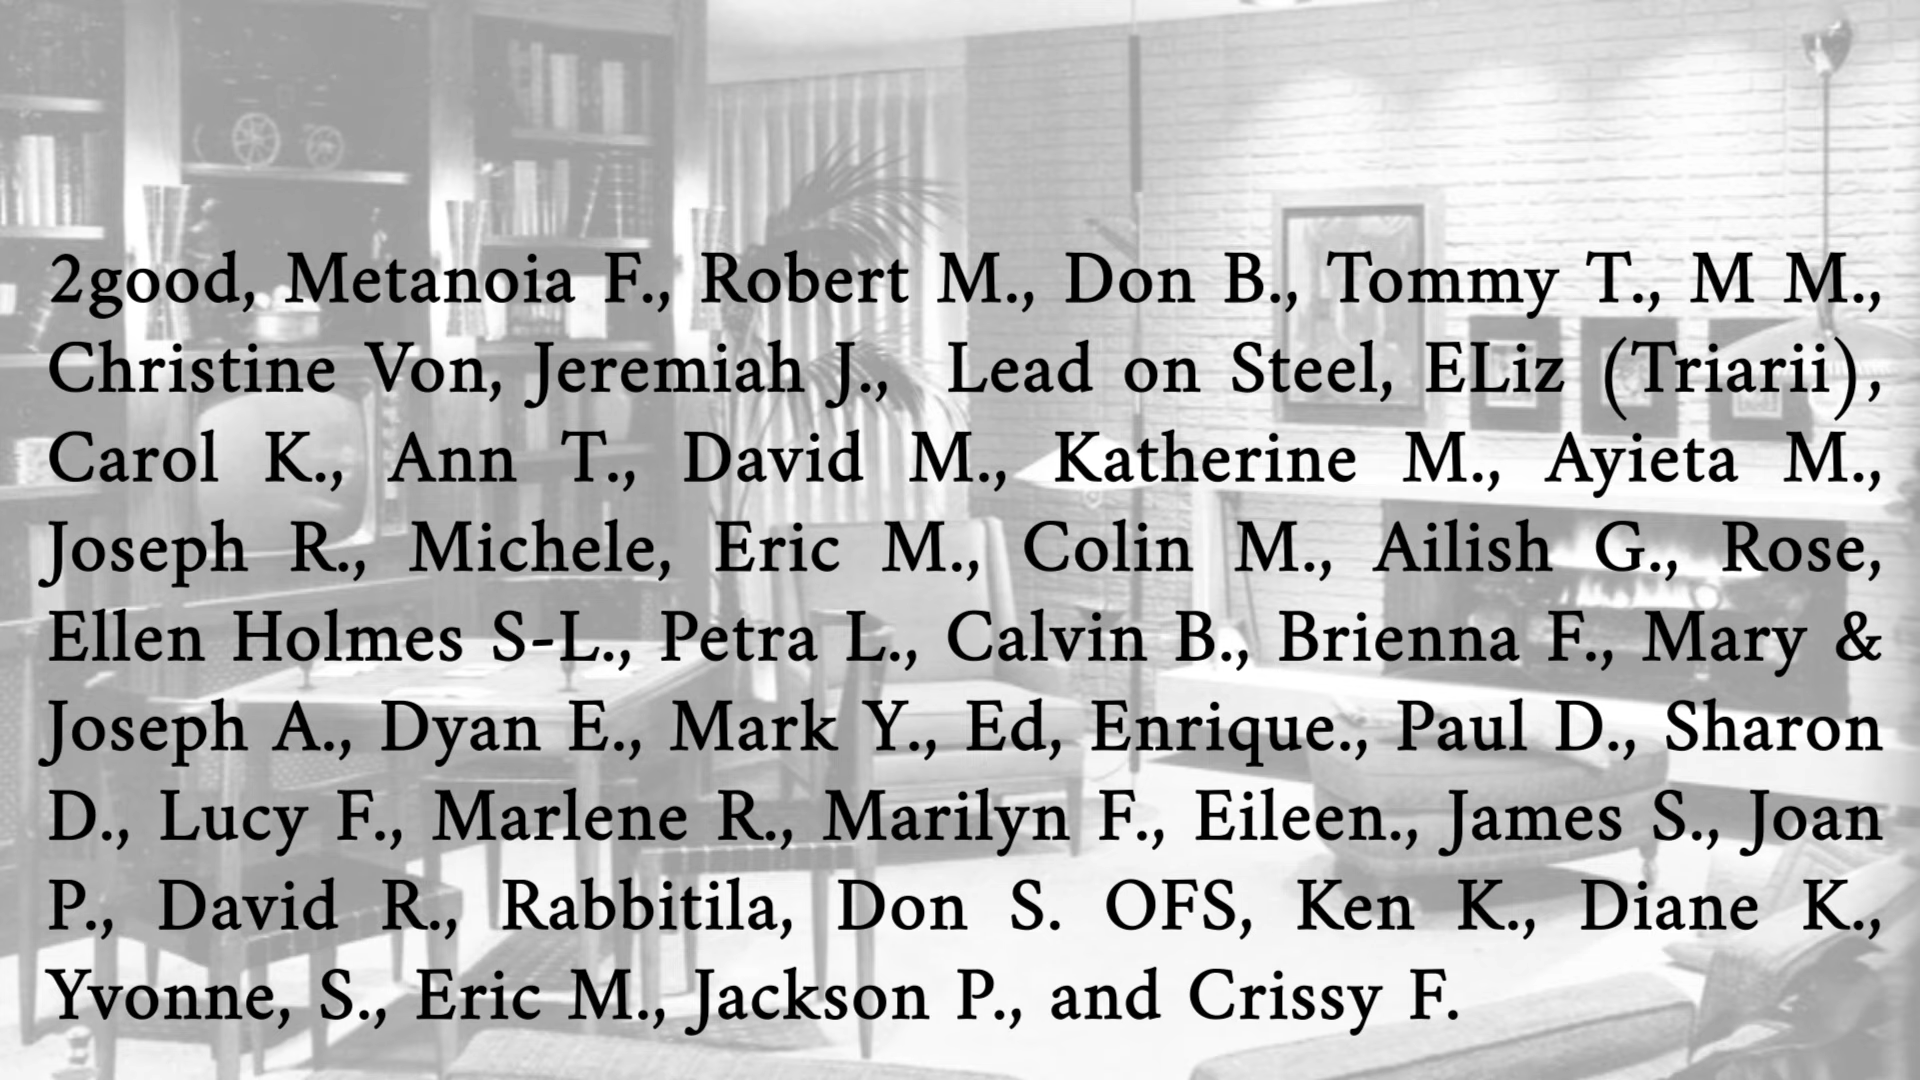 2good, Metanoia F., Robert M., Don B., Tommy T., M M.,
Christine Von, Jeremiah J., Lead on Steel, ELiz (Triarii),
Carol K., Ann T., David M., Katherine M., Ayieta M.,
Joseph R., Michele, Eric M., Colin M., Ailish G., Rose,
Ellen Holmes S-L., Petra L., Calvin B., Brienna F., Mary &
Joseph A., Dyan E., Mark Y., Ed, Enrique., Paul D., Sharon
D., Lucy F., Marlene R., Marilyn F., Eileen., James S., Joan
P., David R., Rabbitila, Don S. OFS, Ken K., Diane K.,
Yvonne, S., Eric M., Jackson P., and Crissy F.